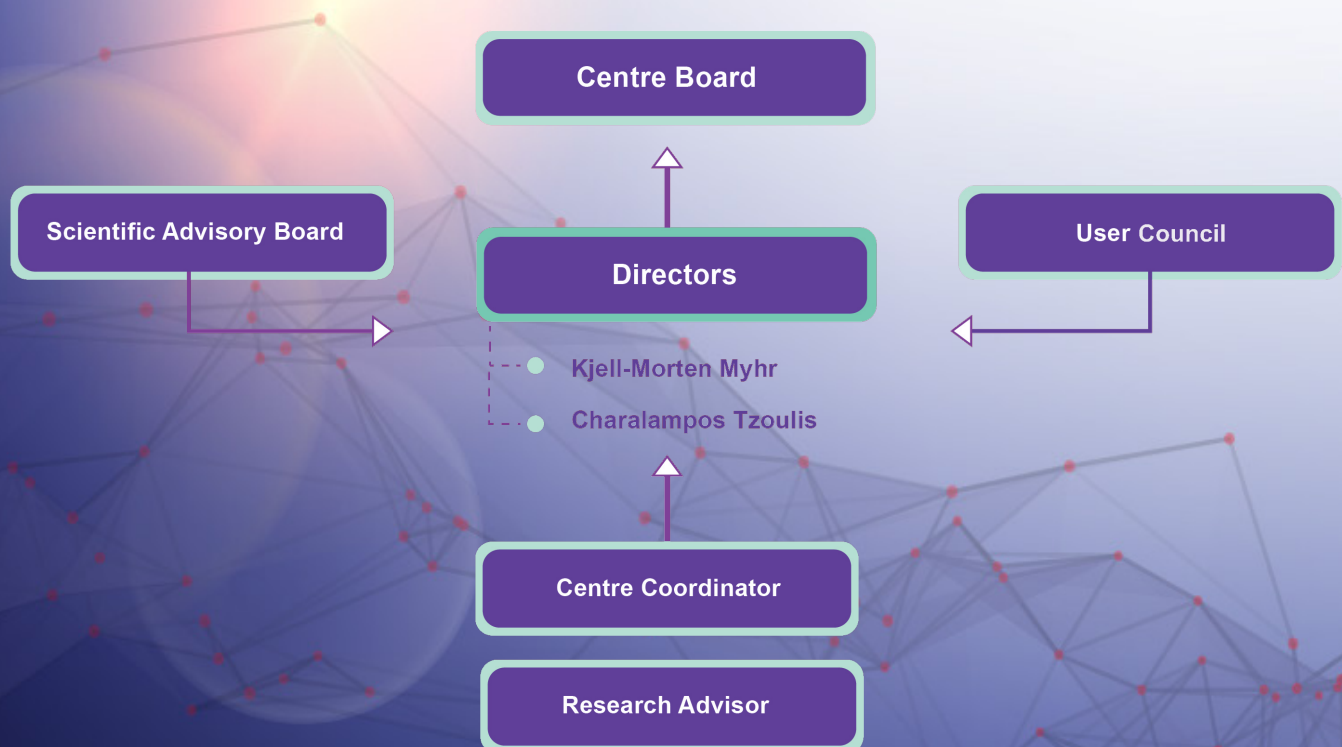 Centre Board
Scientific Advisory Board
User Council
Directors
Kjell-Morten Myhr
Charalampos Tzoulis
Centre Coordinator
Research Advisor